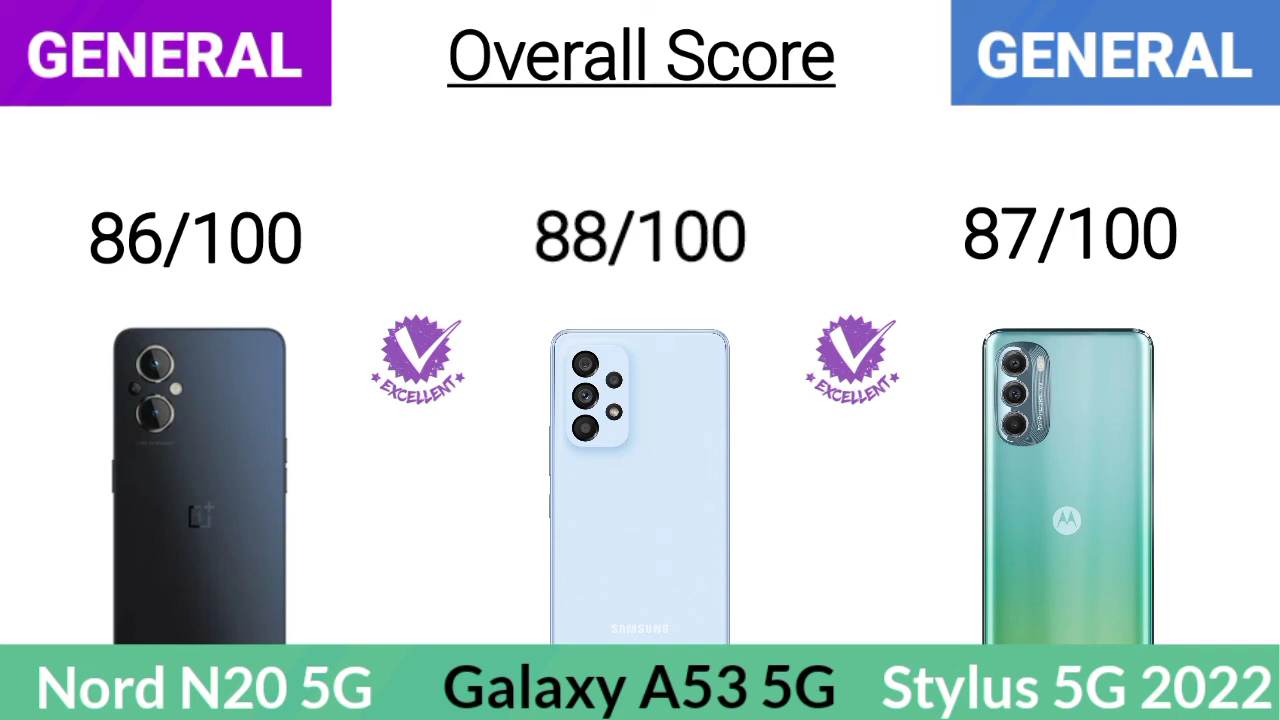 GENERAL
Overall Score
GENERAL
86/100
88/100
87/100
EXCELLENT
EXCELLENT
SAMSUNG
Nord N20 5G
Galaxy A53 5G
Stylus 5G 2022